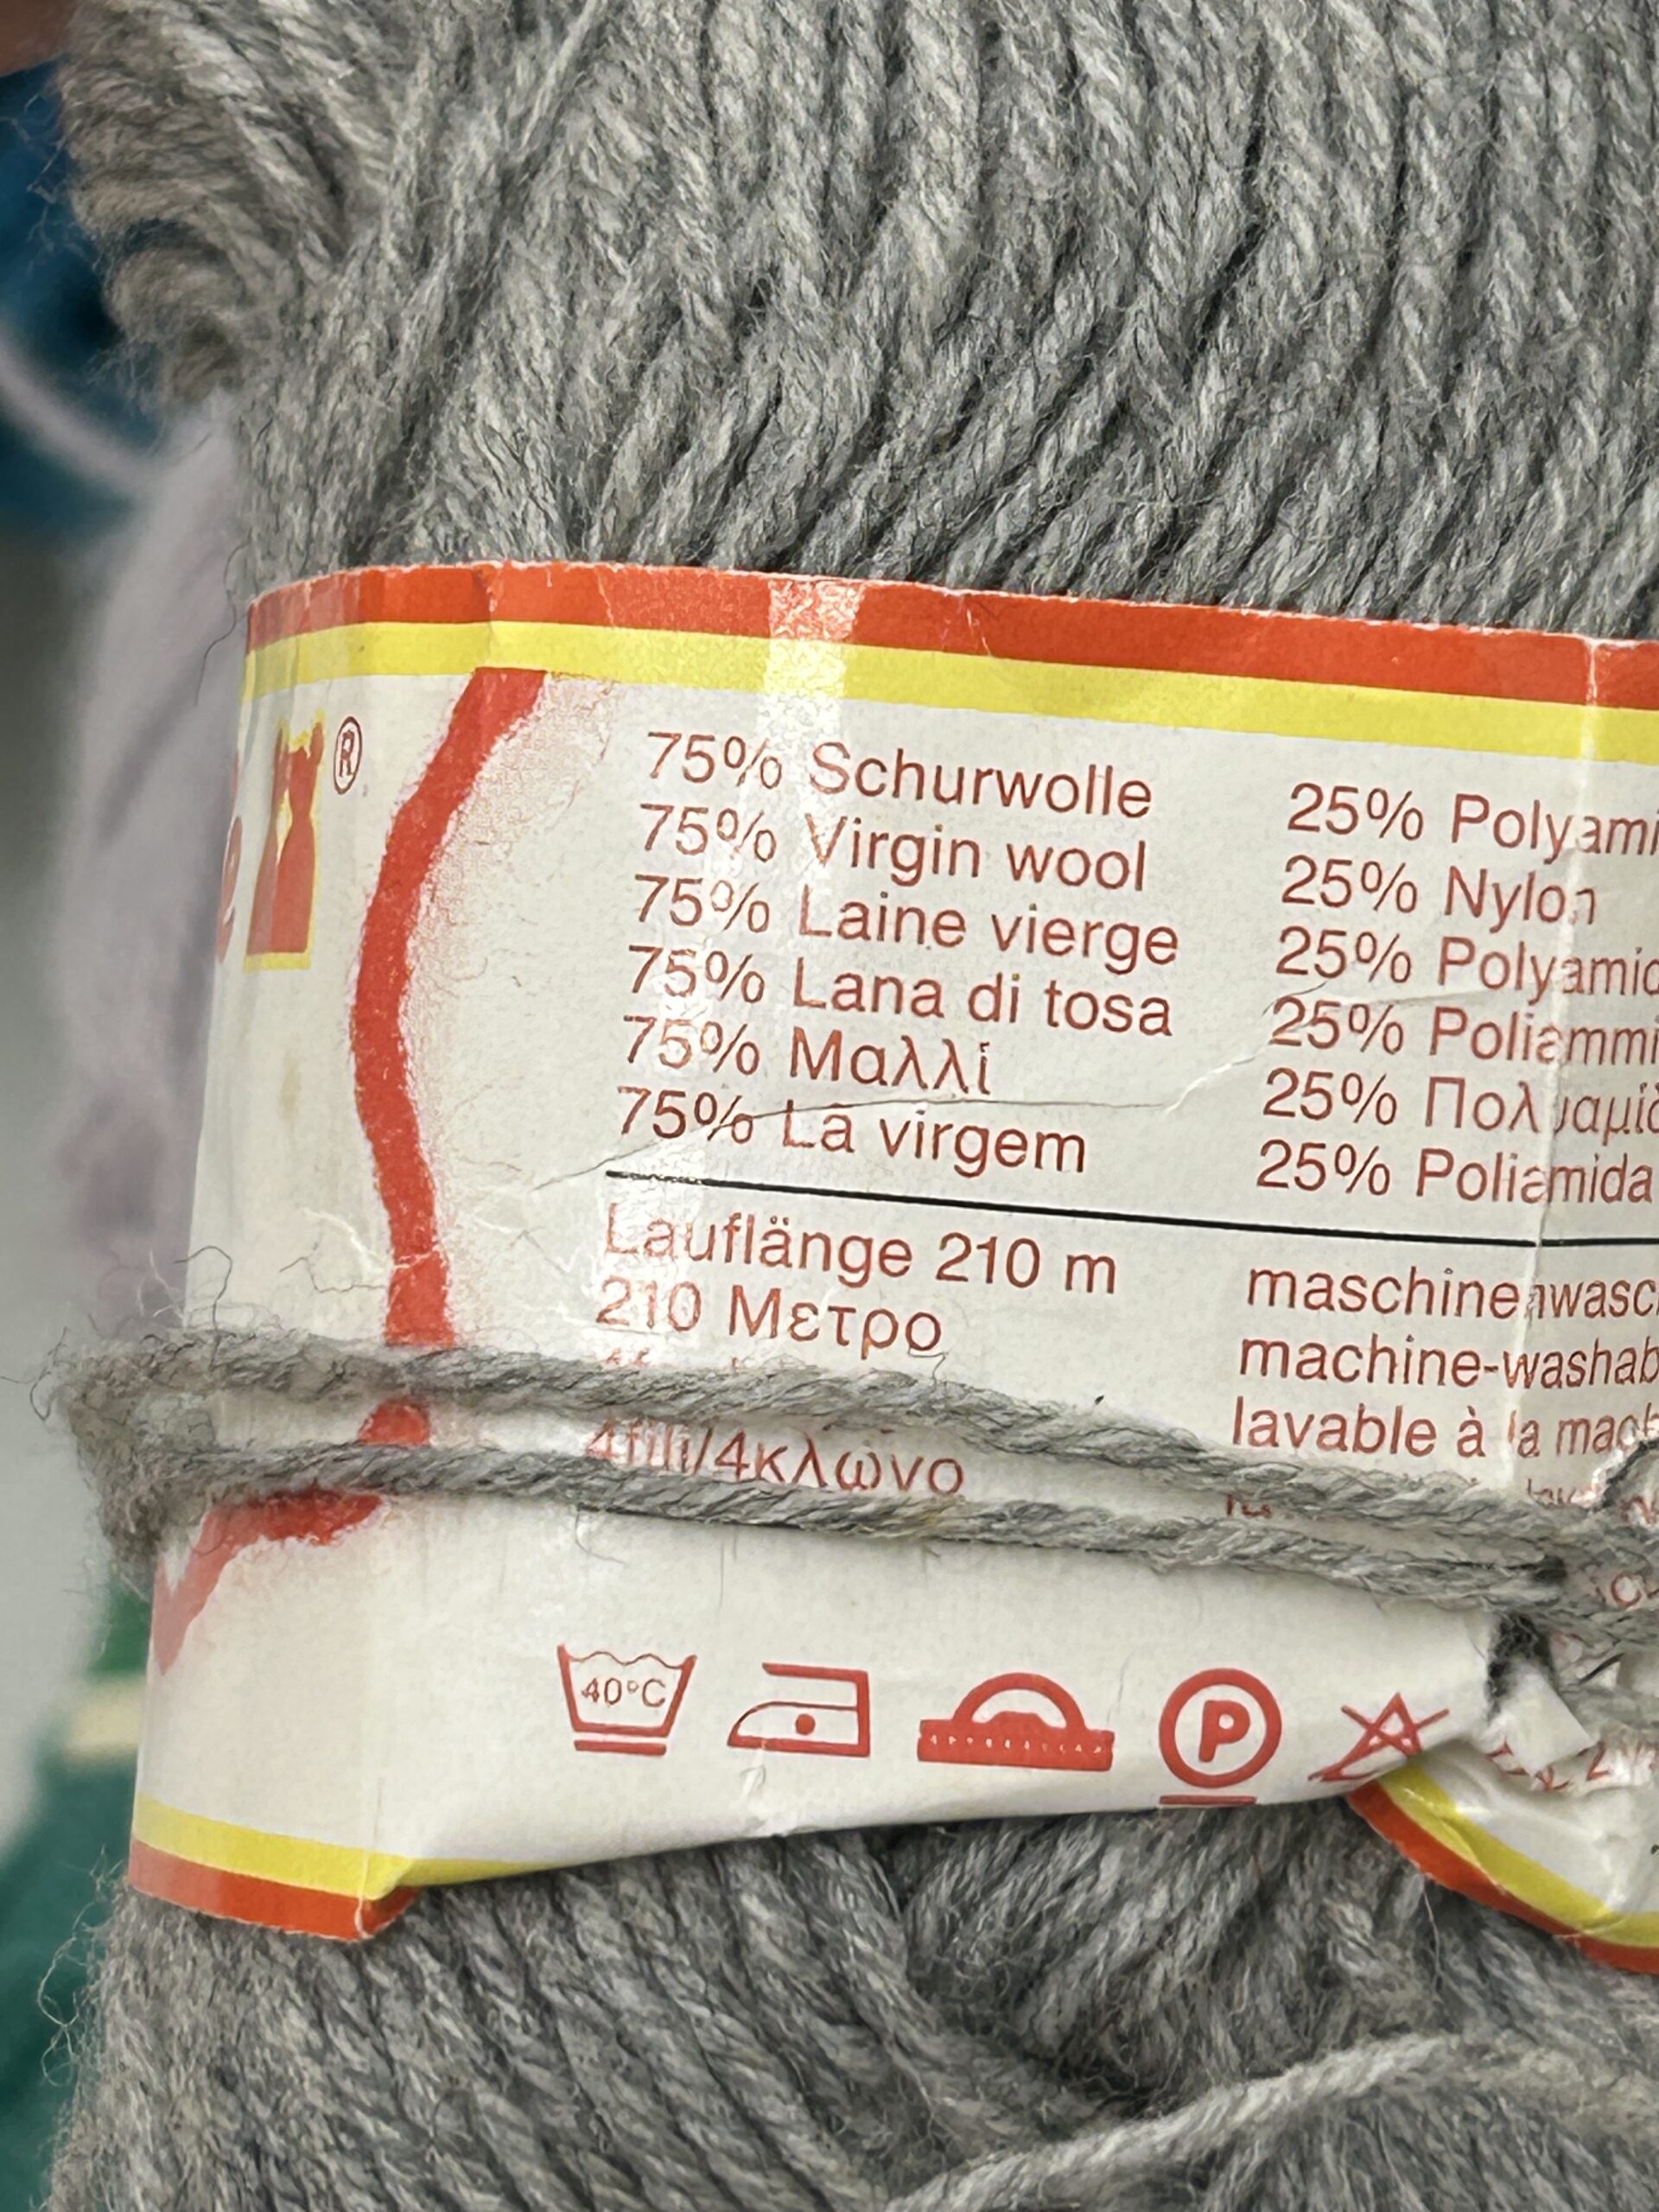 ®
75% Schurwolle
75% Virgin wool
75% Laine vierge
75% Lana di tosa
75% Μαλλί
75% Lã virgem
25% Polyami
25% Nylon
25% Polyamid
25% Poliammi
25% Πολυαμίδ
25% Poliamida
Lauflänge 210 m
210 Μετρο
4fili/4κλωνο
maschinenwasc
machine-washab
lavable à la mach
40°C
P